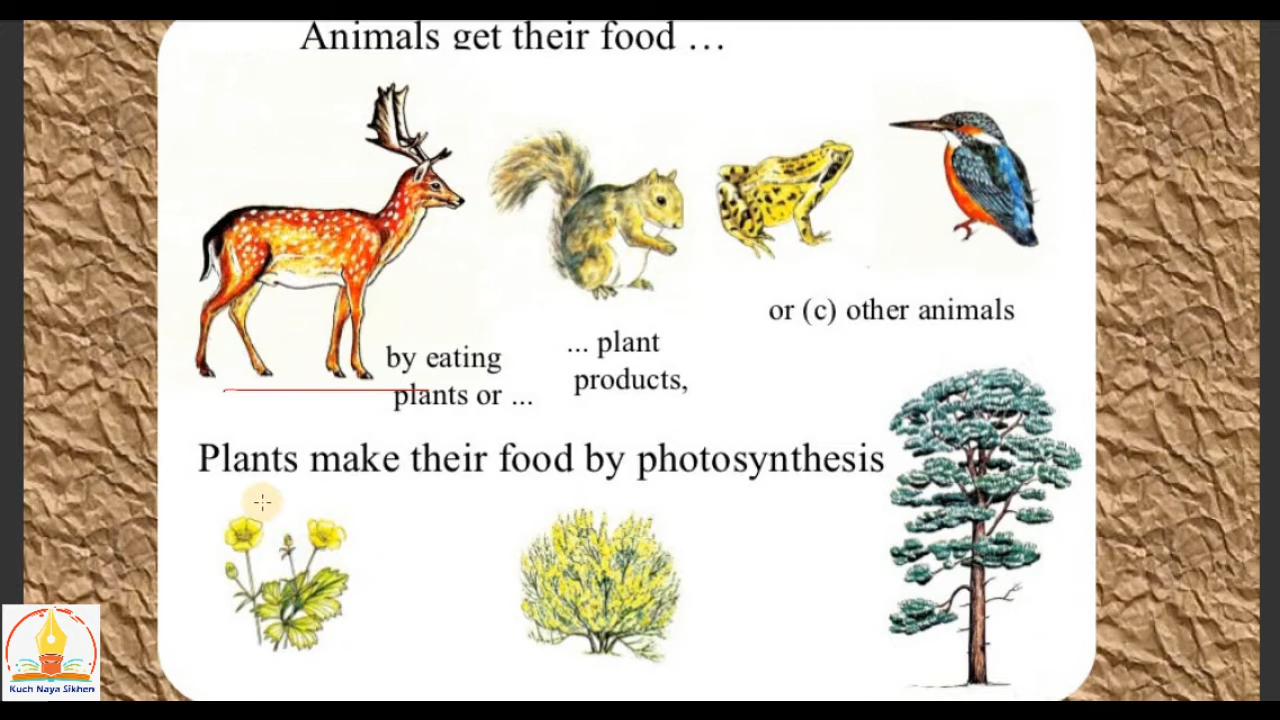 Animals get their food …
or (c) other animals
... plant
products,
by eating
plants or ...
Plants make their food by photosynthesis
Kuch Naya Sikhen